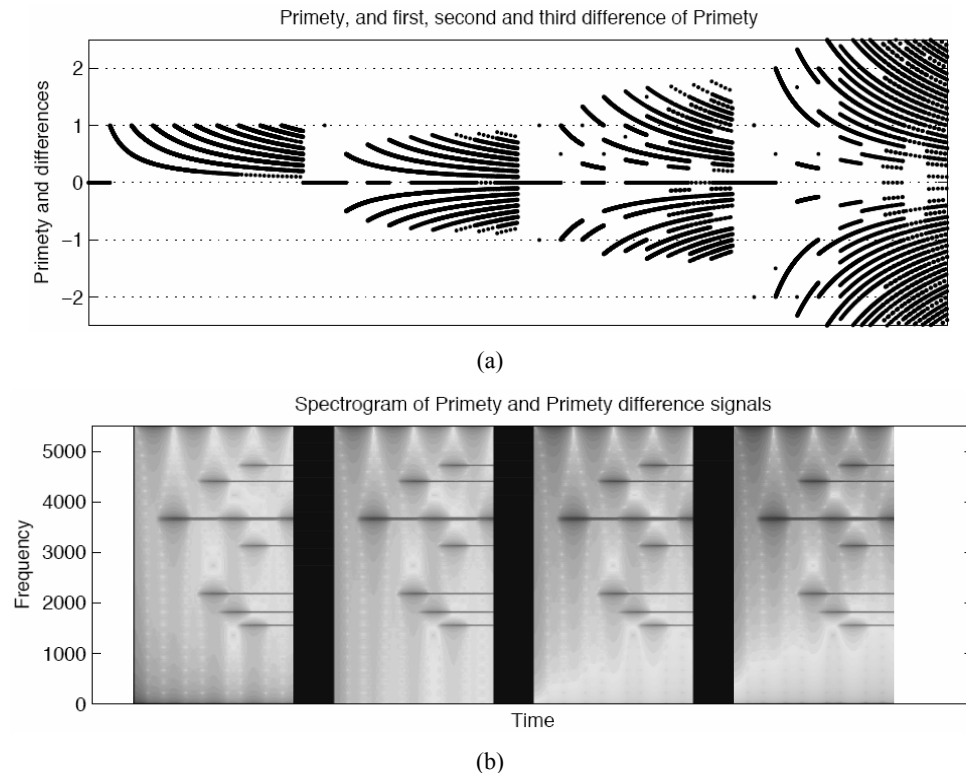 Primety, and first, second and third difference of Primety
Primety and differences
2
1
0
−1
−2
(a)
Spectrogram of Primety and Primety difference signals
Frequency
5000
4000
3000
2000
1000
0
Time
(b)